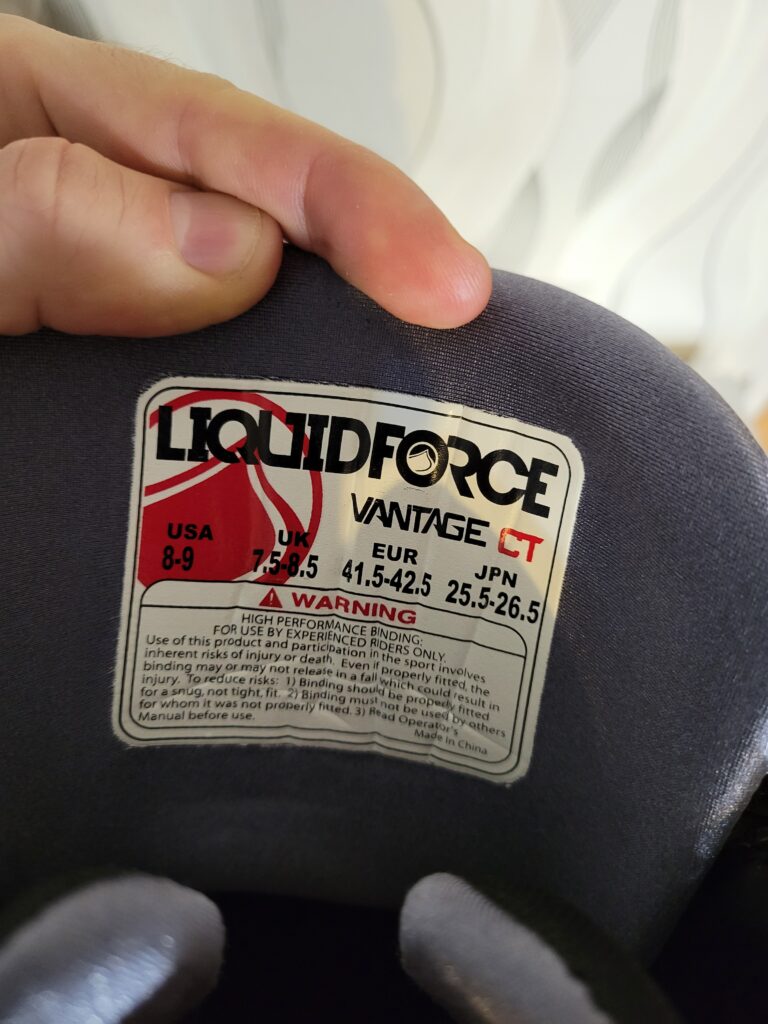 LIQUIDFORCE
VANTAGE CT
USA UK EUR JPN
8-9 7.5-8.5 41.5-42.5 25.5-26.5
WARNING
HIGH PERFORMANCE BINDING:
FOR USE BY EXPERIENCED RIDERS ONLY.
Use of this product and participation in the sport involves
inherent risks of injury or death. Even if properly fitted, the
binding may or may not release in a fall which could result in
injury. To reduce risks: 1) Binding should be properly fitted
for a snug, not tight, fit. 2) Binding must not be used by others
for whom it was not properly fitted. 3) Read Operator's
Manual before use.
Made in China